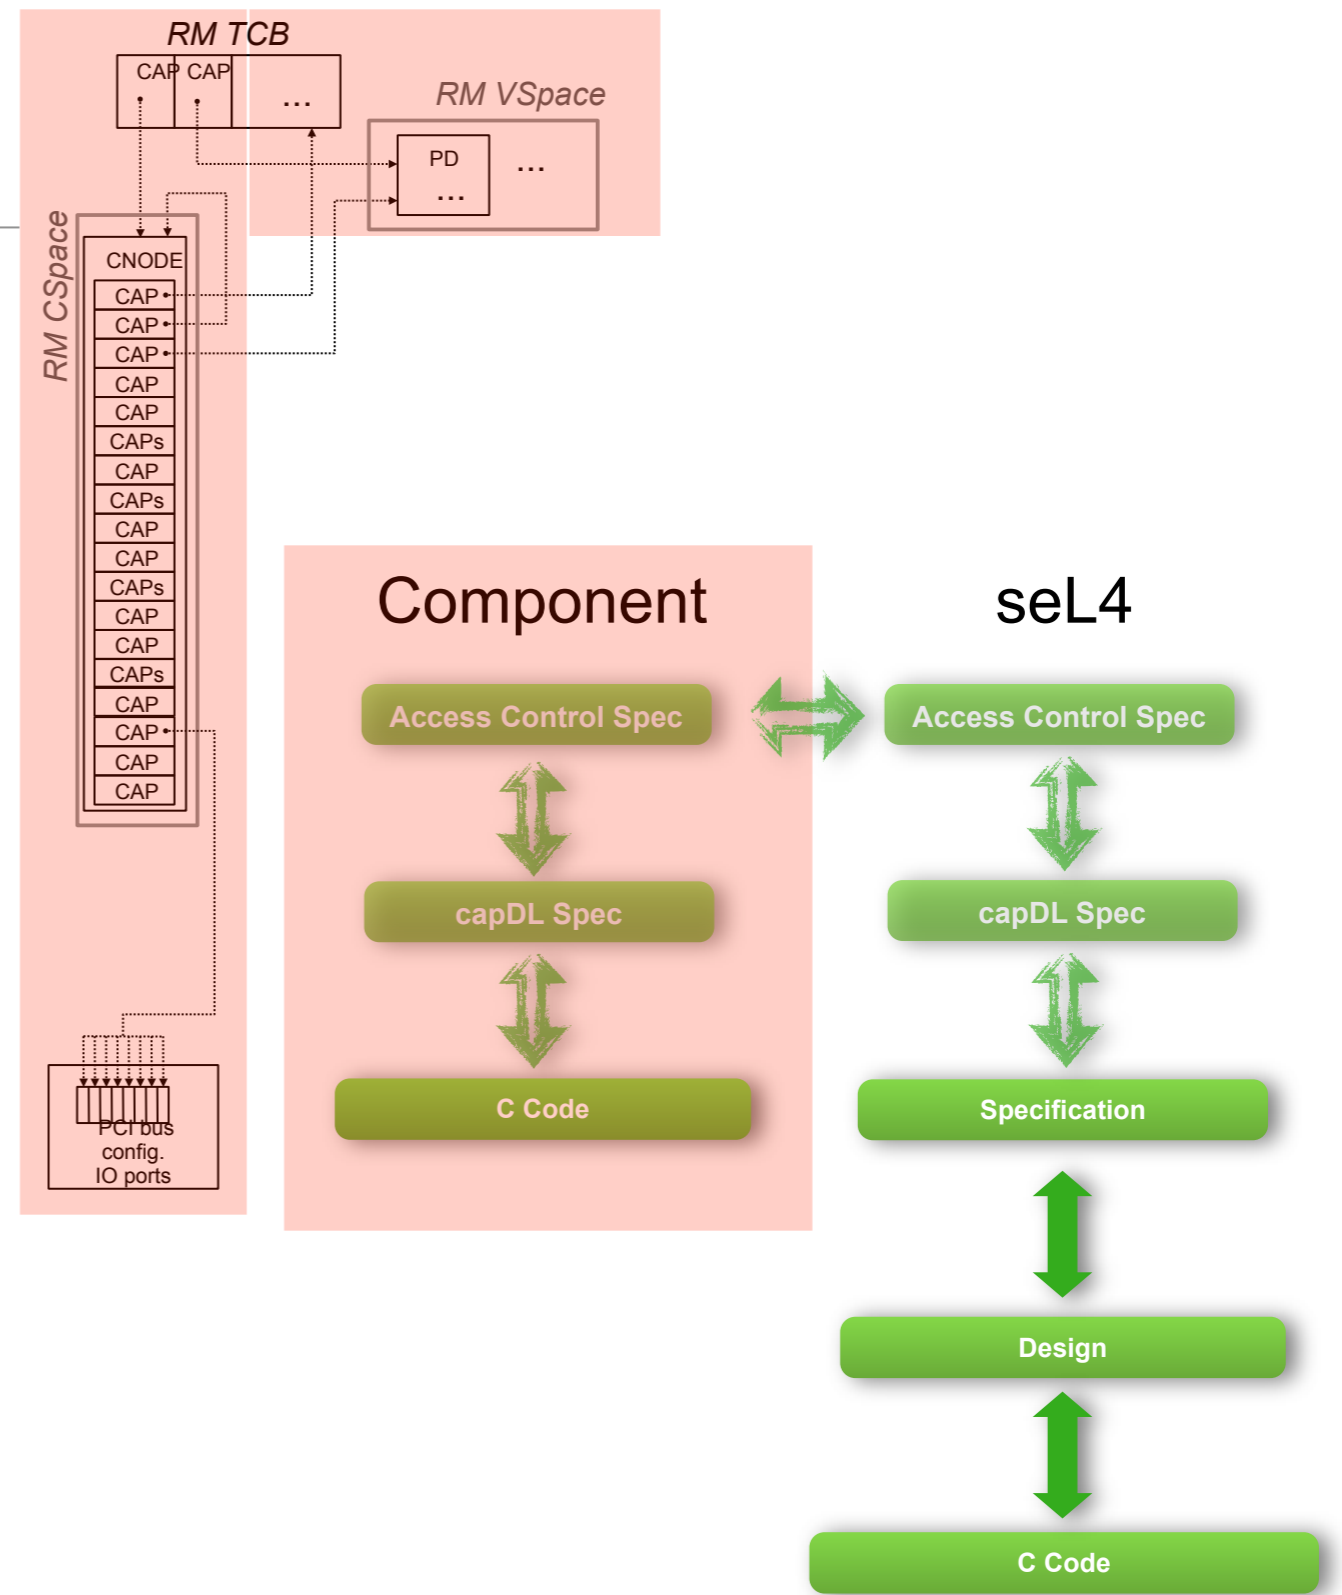 RM TCB
CAP CAP
...
RM VSpace
PD
...
...
RM CSpace
CNODE
CAP
CAP
CAP
CAP
CAP
CAPs
CAP
CAPs
CAP
CAP
CAPs
CAP
CAP
CAPs
CAP
CAP
CAP
CAP
PCI bus
config.
IO ports
Component
Access Control Spec
capDL Spec
C Code
seL4
Access Control Spec
capDL Spec
Specification
Design
C Code